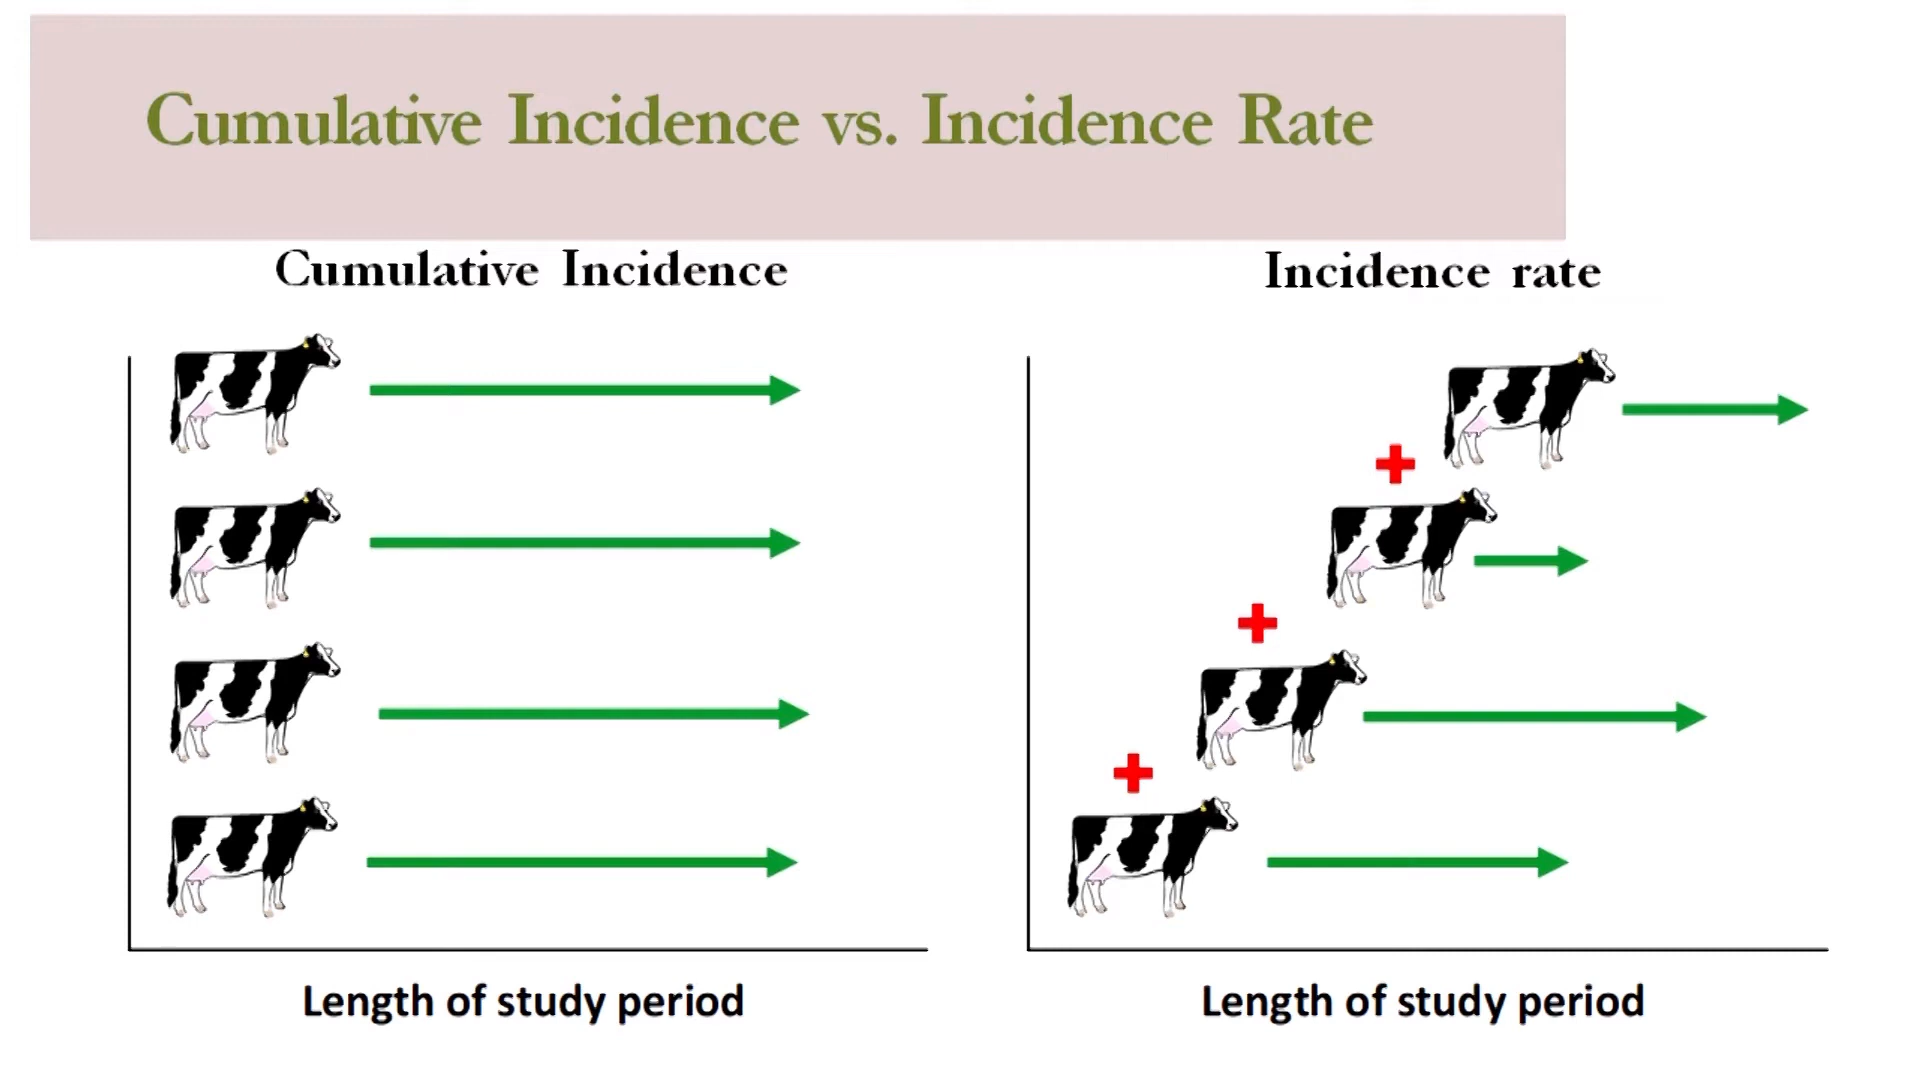 Cumulative Incidence vs. Incidence Rate
Cumulative Incidence
Incidence rate
Length of study period
Length of study period